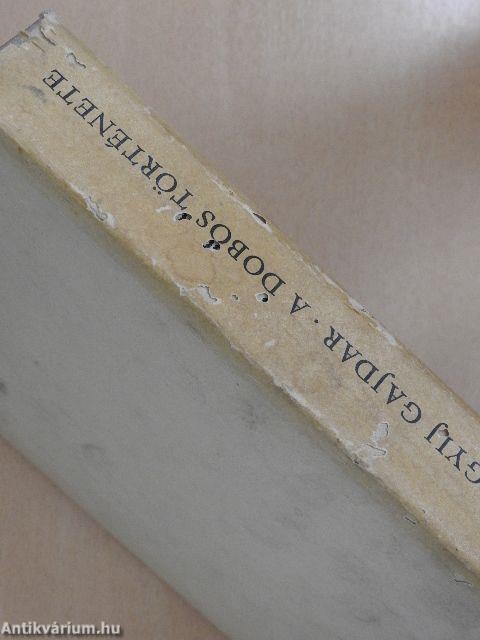 GYIJ GAJDAR · A DOBOS TÖRTÉNETE
Antikvárium.hu